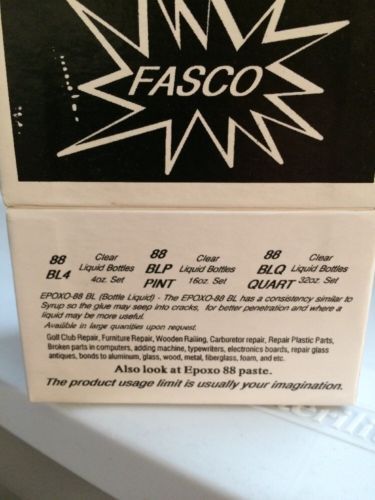 FASCO
88 Clear 88 Clear 88 Clear
BL4 Liquid Bottles BLP Liquid Bottles BLQ Liquid Bottles
4oz. Set PINT 16oz. Set QUART 32oz. Set
EPOXO-88 BL (Bottle Liquid) - The EPOXO-88 BL has a consistency similar to
Syrup so the glue may seep into cracks, for better penetration and where a
liquid may be more useful.
Available in large quantities upon request.
Golf Club Repair, Furniture Repair, Wooden Railing, Carburetor repair, Repair Plastic Parts,
Broken parts in computers, adding machine, typewriters, electronics boards, repair glass
antiques, bonds to aluminum, glass, wood, metal, fiberglass, foam, and etc.
Also look at Epoxo 88 paste.
The product usage limit is usually your imagination.